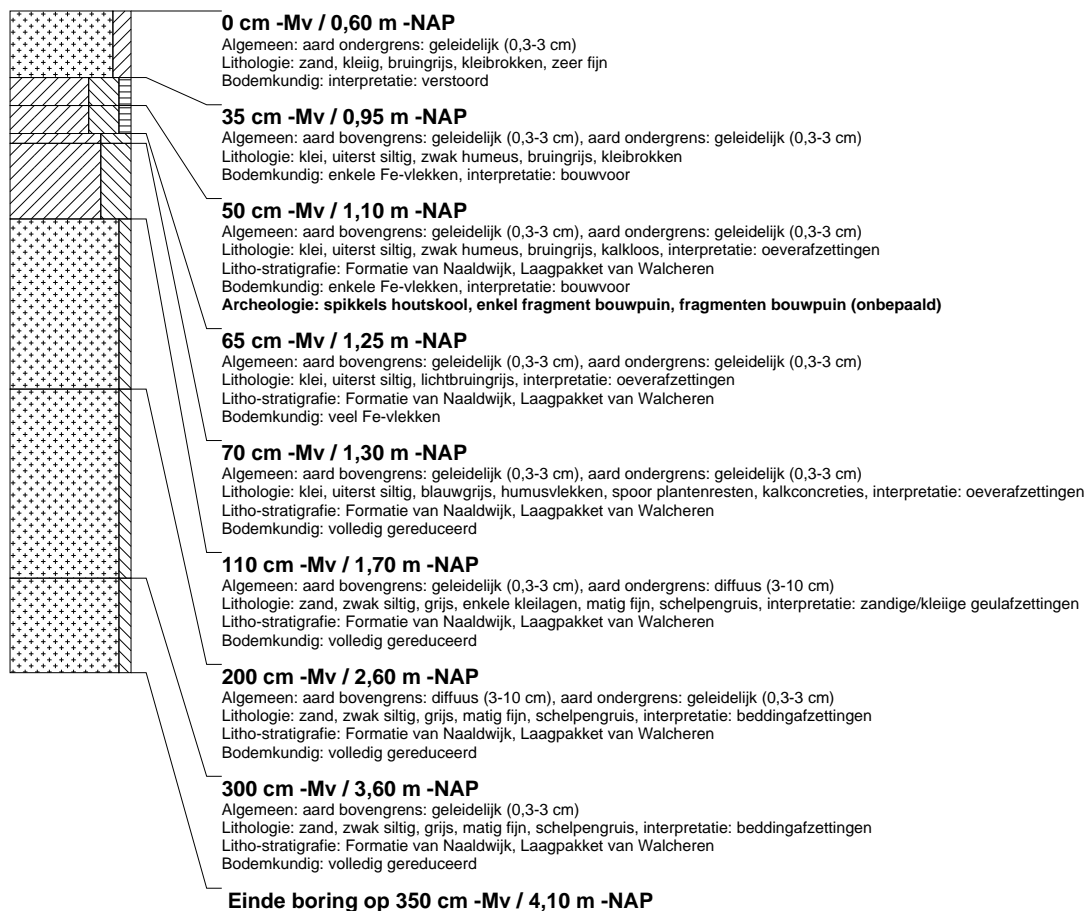 0 cm -Mv / 0,60 m -NAP
Algemeen: aard ondergrens: geleidelijk (0,3-3 cm)
Lithologie: zand, kleiig, bruingrijs, kleibrokken, zeer fijn
Bodemkundig: interpretatie: verstoord
35 cm -Mv / 0,95 m -NAP
Algemeen: aard bovengrens: geleidelijk (0,3-3 cm), aard ondergrens: geleidelijk (0,3-3 cm)
Lithologie: klei, uiterst siltig, zwak humeus, bruingrijs, kleibrokken
Bodemkundig: enkele Fe-vlekken, interpretatie: bouwvoor
50 cm -Mv / 1,10 m -NAP
Algemeen: aard bovengrens: geleidelijk (0,3-3 cm), aard ondergrens: geleidelijk (0,3-3 cm)
Lithologie: klei, uiterst siltig, zwak humeus, bruingrijs, kalkloos, interpretatie: oeverafzettingen
Litho-stratigrafie: Formatie van Naaldwijk, Laagpakket van Walcheren
Bodemkundig: enkele Fe-vlekken, interpretatie: bouwvoor
Archeologie: spikkels houtskool, enkel fragment bouwpuin, fragmenten bouwpuin (onbepaald)
65 cm -Mv / 1,25 m -NAP
Algemeen: aard bovengrens: geleidelijk (0,3-3 cm), aard ondergrens: geleidelijk (0,3-3 cm)
Lithologie: klei, uiterst siltig, lichtbruingrijs, interpretatie: oeverafzettingen
Litho-stratigrafie: Formatie van Naaldwijk, Laagpakket van Walcheren
Bodemkundig: veel Fe-vlekken
70 cm -Mv / 1,30 m -NAP
Algemeen: aard bovengrens: geleidelijk (0,3-3 cm), aard ondergrens: geleidelijk (0,3-3 cm)
Lithologie: klei, uiterst siltig, blauwgrijs, humusvlekken, spoor plantenresten, kalkconcreties, interpretatie: oeverafzettingen
Litho-stratigrafie: Formatie van Naaldwijk, Laagpakket van Walcheren
Bodemkundig: volledig gereduceerd
110 cm -Mv / 1,70 m -NAP
Algemeen: aard bovengrens: geleidelijk (0,3-3 cm), aard ondergrens: diffuus (3-10 cm)
Lithologie: zand, zwak siltig, grijs, enkele kleilagen, matig fijn, schelpengruis, interpretatie: zandige/kleiige geulafzettingen
Litho-stratigrafie: Formatie van Naaldwijk, Laagpakket van Walcheren
Bodemkundig: volledig gereduceerd
200 cm -Mv / 2,60 m -NAP
Algemeen: aard bovengrens: diffuus (3-10 cm), aard ondergrens: geleidelijk (0,3-3 cm)
Lithologie: zand, zwak siltig, grijs, matig fijn, schelpengruis, interpretatie: beddingafzettingen
Litho-stratigrafie: Formatie van Naaldwijk, Laagpakket van Walcheren
Bodemkundig: volledig gereduceerd
300 cm -Mv / 3,60 m -NAP
Algemeen: aard bovengrens: geleidelijk (0,3-3 cm)
Lithologie: zand, zwak siltig, grijs, matig fijn, schelpengruis, interpretatie: beddingafzettingen
Litho-stratigrafie: Formatie van Naaldwijk, Laagpakket van Walcheren
Bodemkundig: volledig gereduceerd
Einde boring op 350 cm -Mv / 4,10 m -NAP